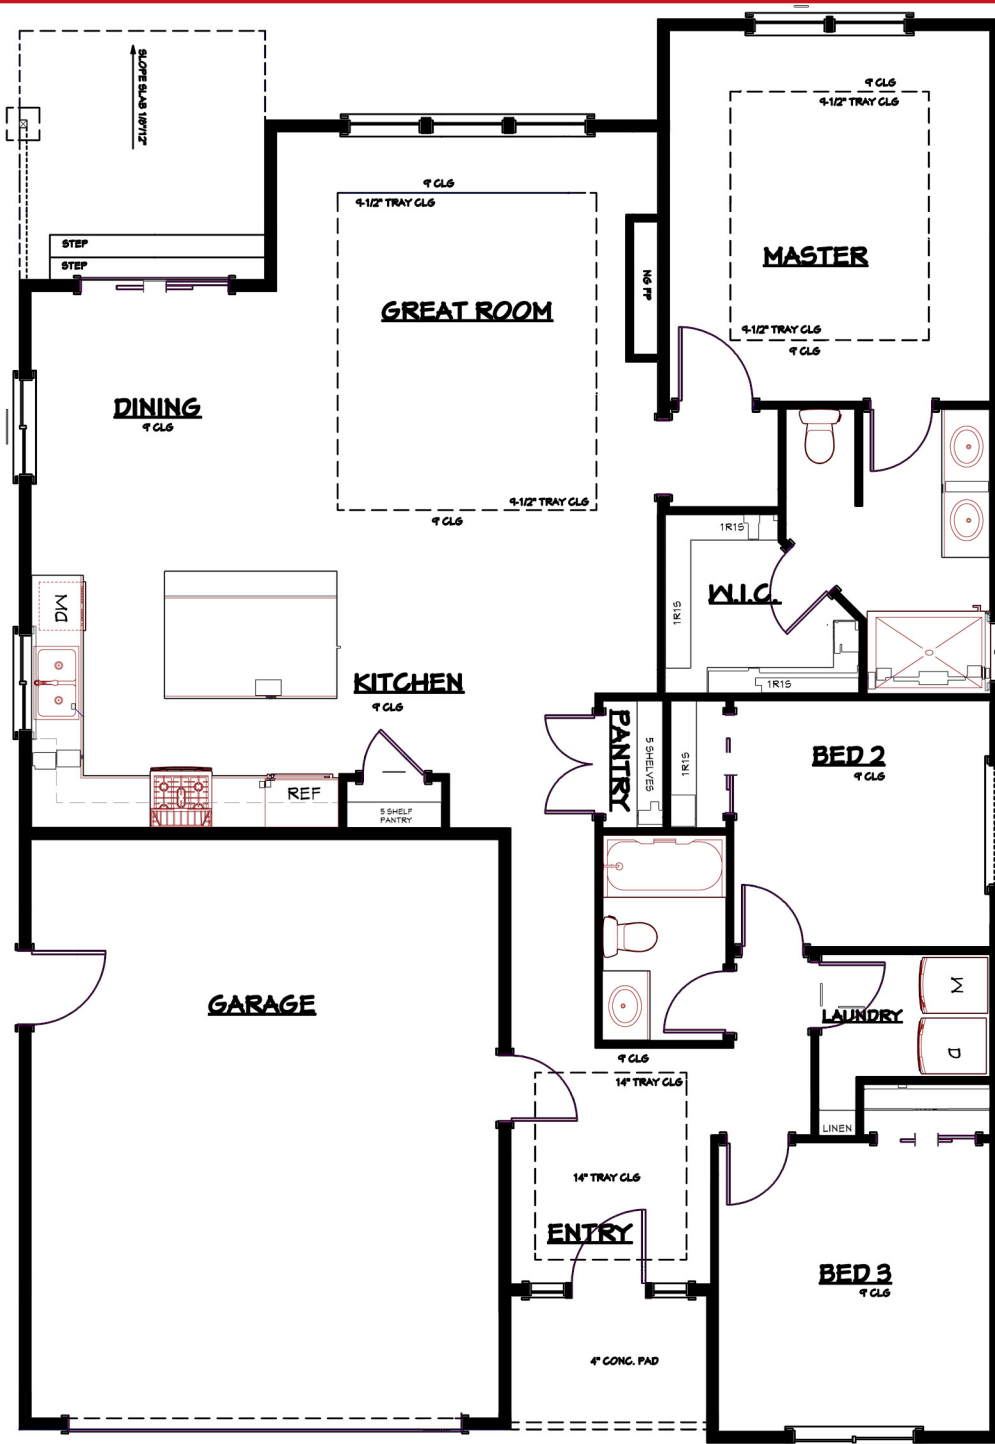 SLOPE SLAB 1/8"/12"
9' CLG
9-1/2" TRAY CLG
MASTER
9-1/2" TRAY CLG
9' CLG
9' CLG
9-1/2" TRAY CLG
STEP
STEP
NG F/P
GREAT ROOM
DINING
9' CLG
9-1/2" TRAY CLG
9' CLG
1R1S
W.I.C.
1R1S
1R1S
DW
KITCHEN
9' CLG
PANTRY
5 SHELVES
1R1S
BED 2
9' CLG
REF
5 SHELF
PANTRY
GARAGE
LAUNDRY
W
D
9' CLG
14" TRAY CLG
LINEN
14" TRAY CLG
ENTRY
BED 3
9' CLG
4" CONC. PAD